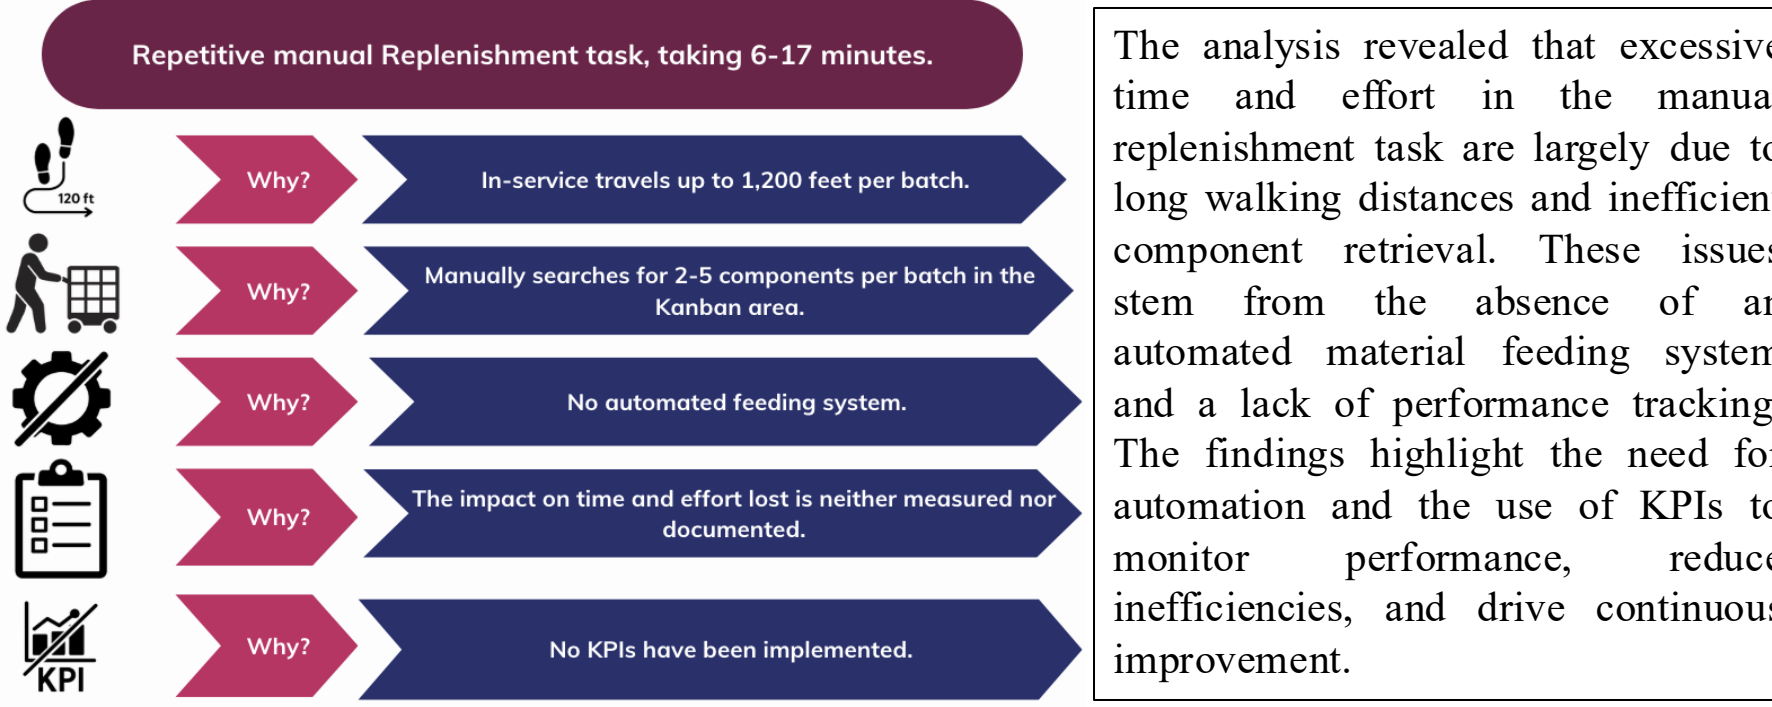 Repetitive manual Replenishment task, taking 6-17 minutes.
120 ft
Why?
In-service travels up to 1,200 feet per batch.
Why?
Manually searches for 2-5 components per batch in the
Kanban area.
Why?
No automated feeding system.
Why?
The impact on time and effort lost is neither measured nor
documented.
KPI
Why?
No KPIs have been implemented.
The analysis revealed that excessive
time and effort in the manual
replenishment task are largely due to
long walking distances and inefficient
component retrieval. These issues
stem from the absence of an
automated material feeding system
and a lack of performance tracking.
The findings highlight the need for
automation and the use of KPIs to
monitor performance, reduce
inefficiencies, and drive continuous
improvement.